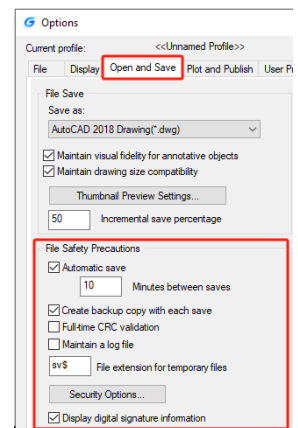 Options
Current profile: <<Unnamed Profile>>
File Display Open and Save Plot and Publish User
File Save
Save as:
AutoCAD 2018 Drawing(*.dwg)
Maintain visual fidelity for annotative objects
Maintain drawing size compatibility
Thumbnail Preview Settings...
50 Incremental save percentage
File Safety Precautions
Automatic save
10 Minutes between saves
Create backup copy with each save
Full-time CRC validation
Maintain a log file
sv$ File extension for temporary files
Security Options...
Display digital signature information